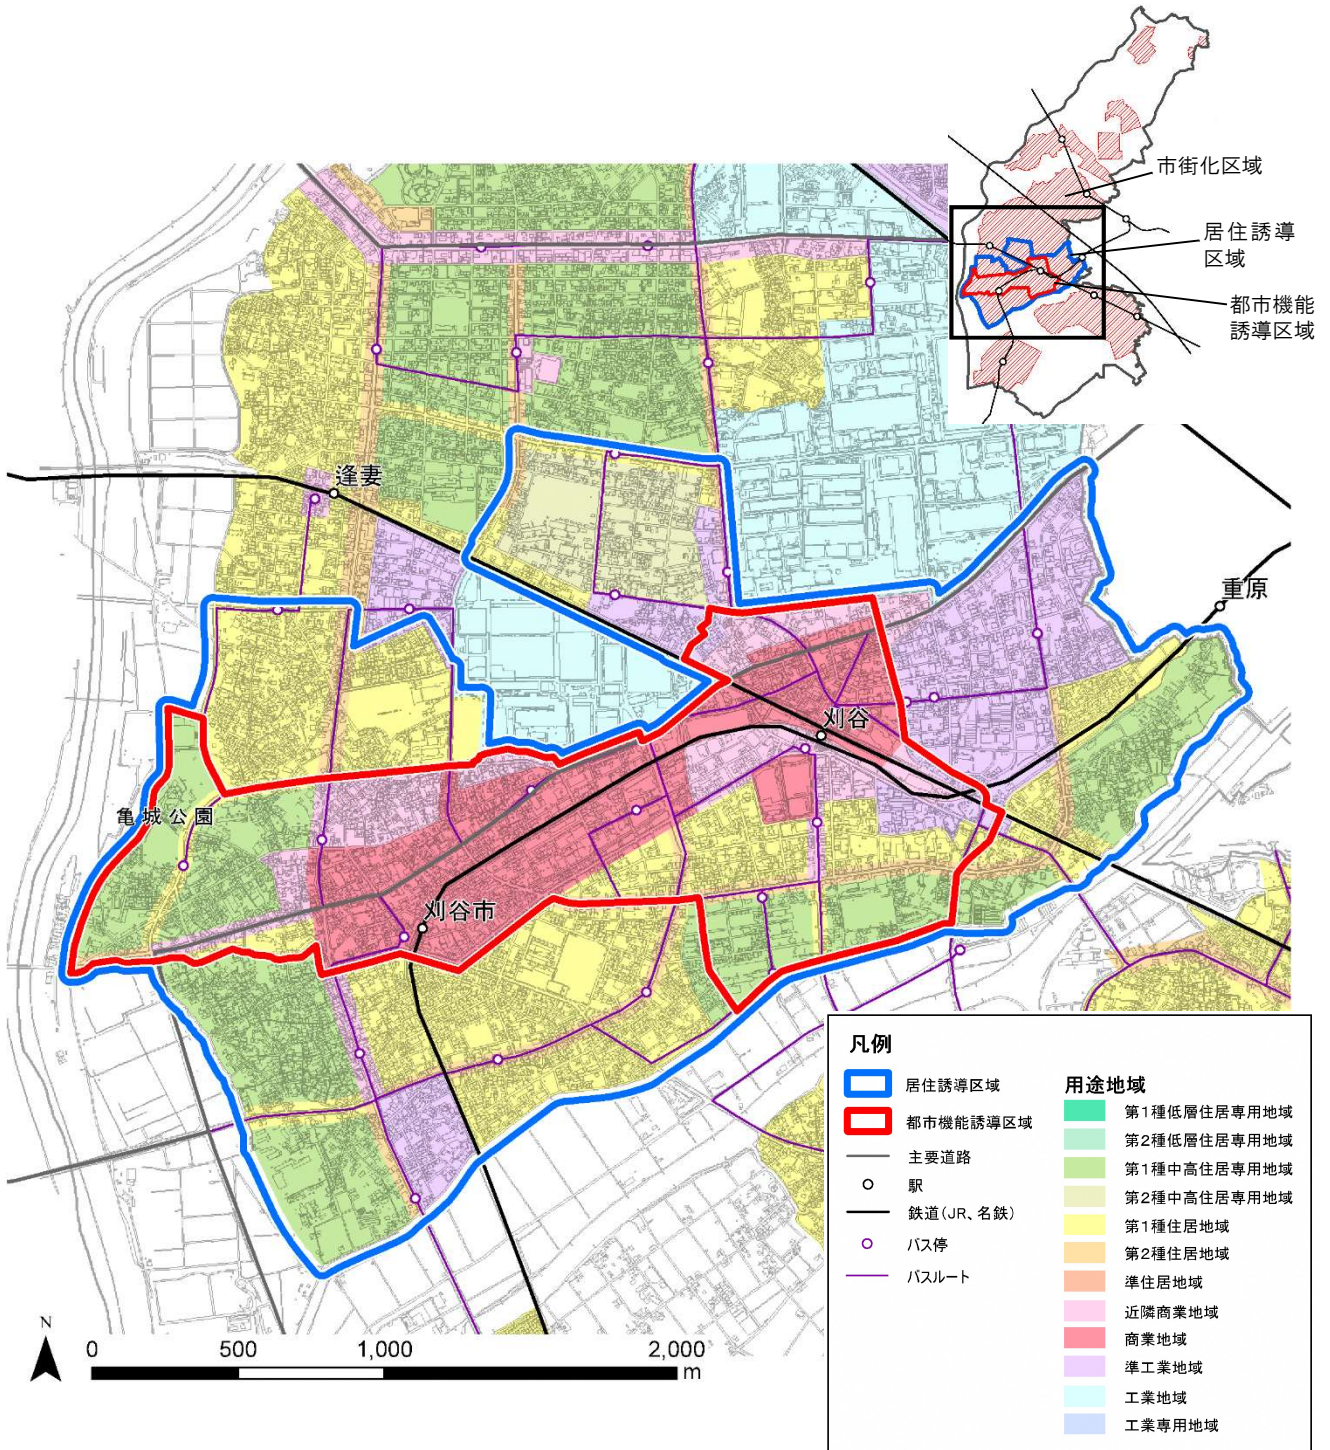 市街化区域
居住誘導
区域
都市機能
誘導区域
逢妻
重原
刈谷
亀城公園
刈谷市
凡例
居住誘導区域
都市機能誘導区域
主要道路
駅
鉄道(JR、名鉄)
バス停
バスルート
用途地域
第1種低層住居専用地域
第2種低層住居専用地域
第1種中高住居専用地域
第2種中高住居専用地域
第1種住居地域
第2種住居地域
準住居地域
近隣商業地域
商業地域
準工業地域
工業地域
工業専用地域
N
0 500 1,000 2,000
m